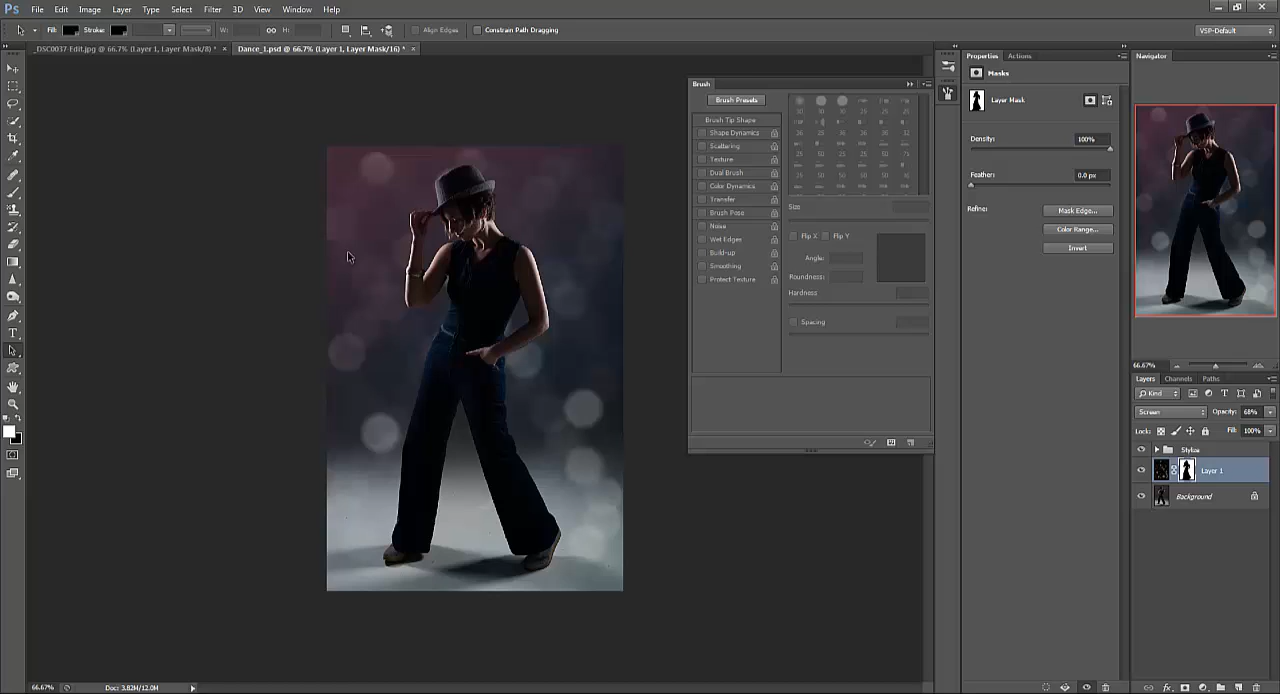 Ps File Edit Image Layer Type Select Filter 3D View Window Help
Fill: Stroke: W: H: Align Edges Constrain Path Dragging VSP-Default
_DSC0037-Edit.jpg @ 66.7% (Layer 1, Layer Mask/8) * × Dance_1.psd @ 66.7% (Layer 1, Layer Mask/16) * ×
Brush
Brush Presets
Brush Tip Shape
Shape Dynamics
Scattering
Texture
Dual Brush
Color Dynamics
Transfer
Brush Pose
Noise
Wet Edges
Build-up
Smoothing
Protect Texture
Size
Flip X Flip Y
Angle:
Roundness:
Hardness
Spacing
Properties Actions
Masks
Layer Mask
Density: 100%
Feather: 0.0 px
Refine: Mask Edge...
Color Range...
Invert
Navigator
66.67%
Layers Channels Paths
Kind
Screen Opacity: 68%
Lock: Fill: 100%
Layer 1
Background
66.67% Doc: 3.82M/12.0M